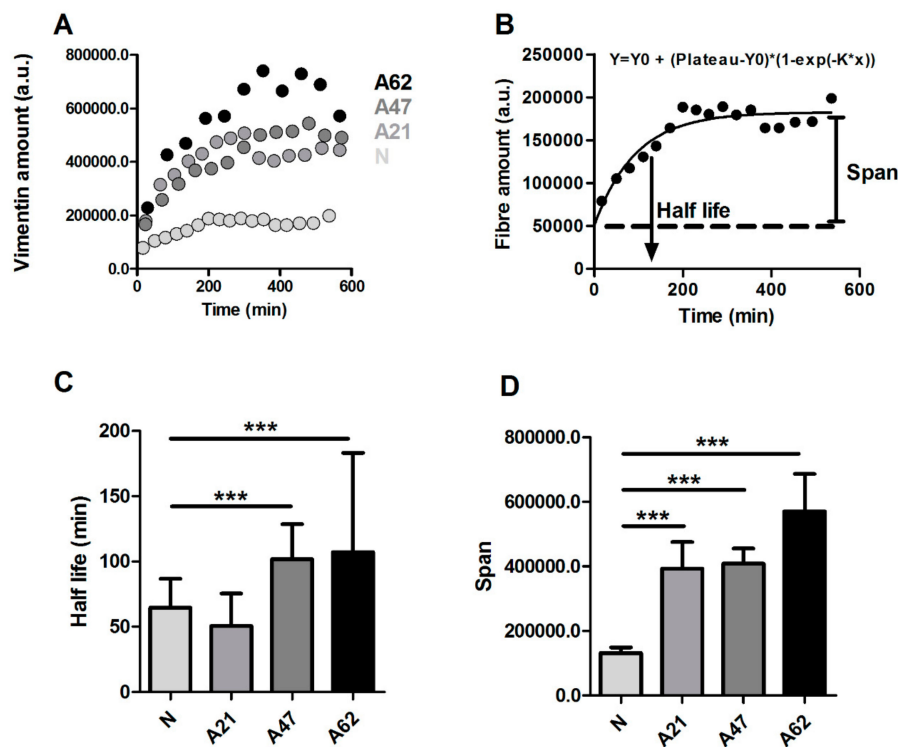 A
Vimentin amount (a.u.)
800000.0
600000.0
400000.0
200000.0
0.0
0
200
400
600
Time (min)
A62
A47
A21
N
B
Y=Y0 + (Plateau-Y0)*(1-exp(-K*x))
Fibre amount (a.u.)
250000
200000
150000
100000
50000
0
0
200
400
600
Time (min)
Half life
Span
C
Half life (min)
200
150
100
50
0
***
***
N
A21
A47
A62
D
Span
800000.0
600000.0
400000.0
200000.0
0.0
***
***
***
N
A21
A47
A62